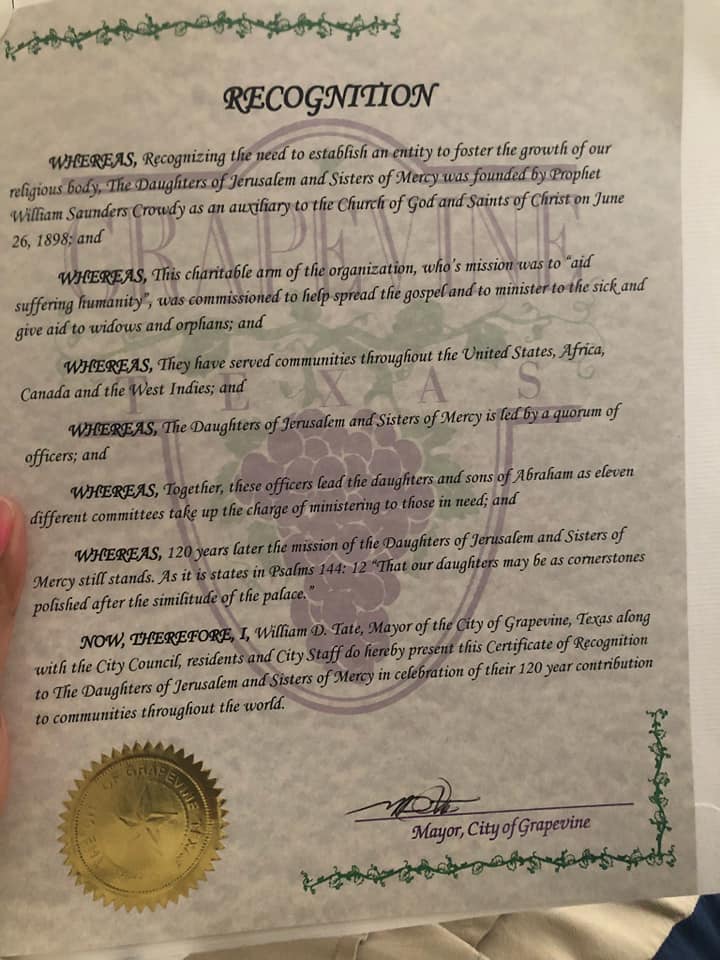 RECOGNITION
WHEREAS, Recognizing the need to establish an entity to foster the growth of our
religious body, The Daughters of Jerusalem and Sisters of Mercy was founded by Prophet
William Saunders Crowdy as an auxiliary to the Church of God and Saints of Christ on June
26, 1898; and
WHEREAS, This charitable arm of the organization, who's mission was to "aid
suffering humanity", was commissioned to help spread the gospel and to minister to the sick and
give aid to widows and orphans; and
WHEREAS, They have served communities throughout the United States, Africa,
Canada and the West Indies; and
WHEREAS, The Daughters of Jerusalem and Sisters of Mercy is led by a quorum of
officers; and
WHEREAS, Together, these officers lead the daughters and sons of Abraham as eleven
different committees take up the charge of ministering to those in need; and
WHEREAS, 120 years later the mission of the Daughters of Jerusalem and Sisters of
Mercy still stands. As it is states in Psalms 144: 12 "That our daughters may be as cornerstones
polished after the similitude of the palace."
NOW, THEREFORE, I, William D. Tate, Mayor of the City of Grapevine, Texas along
with the City Council, residents and City Staff do hereby present this Certificate of Recognition
to The Daughters of Jerusalem and Sisters of Mercy in celebration of their 120 year contribution
to communities throughout the world.
Mayor, City of Grapevine
GRAPEVINE
TEXAS
OF GRAPEVINE